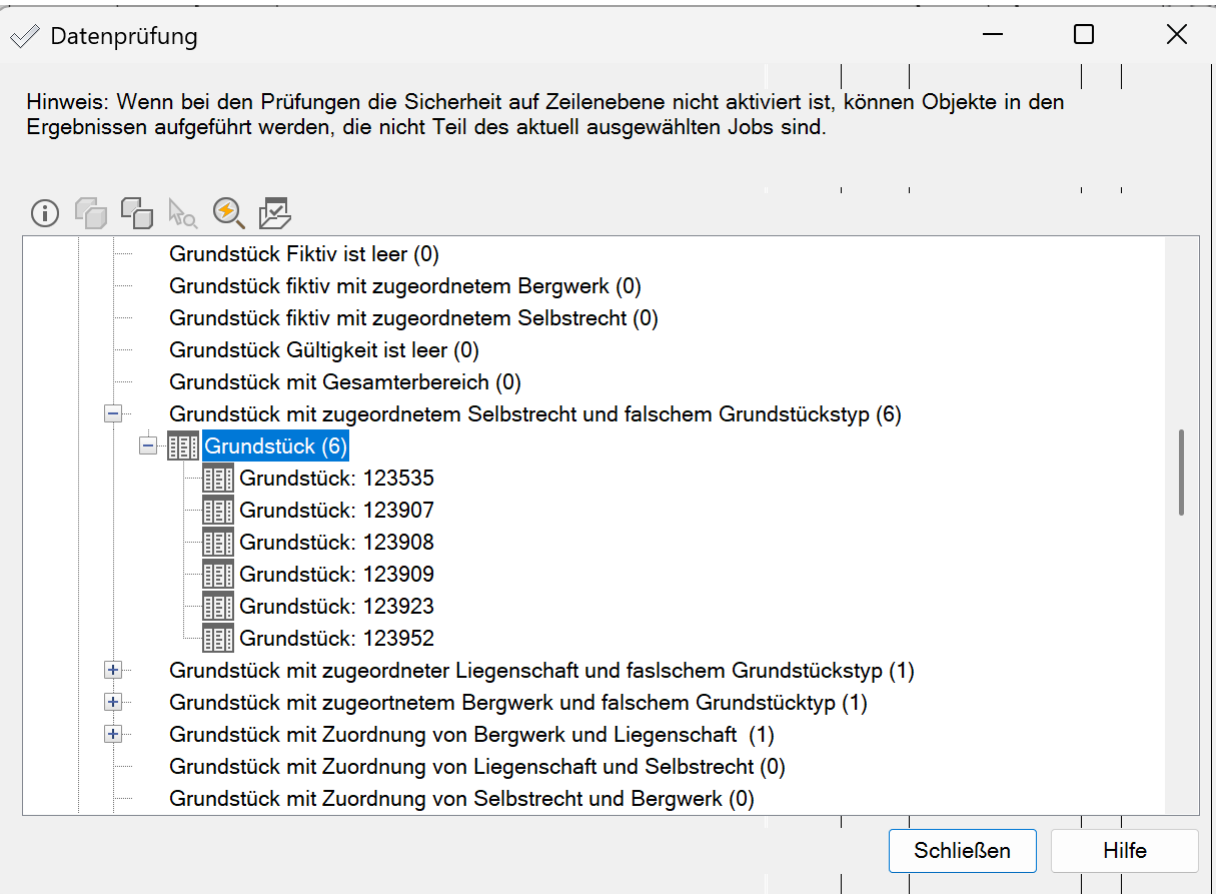 Datenprüfung
Hinweis: Wenn bei den Prüfungen die Sicherheit auf Zeilenebene nicht aktiviert ist, können Objekte in den
Ergebnissen aufgeführt werden, die nicht Teil des aktuell ausgewählten Jobs sind.
Grundstück Fiktiv ist leer (0)
Grundstück fiktiv mit zugeordnetem Bergwerk (0)
Grundstück fiktiv mit zugeordnetem Selbstrecht (0)
Grundstück Gültigkeit ist leer (0)
Grundstück mit Gesamterbereich (0)
Grundstück mit zugeordnetem Selbstrecht und falschem Grundstückstyp (6)
Grundstück (6)
Grundstück: 123535
Grundstück: 123907
Grundstück: 123908
Grundstück: 123909
Grundstück: 123923
Grundstück: 123952
Grundstück mit zugeordneter Liegenschaft und faslschem Grundstückstyp (1)
Grundstück mit zugeortnetem Bergwerk und falschem Grundstücktyp (1)
Grundstück mit Zuordnung von Bergwerk und Liegenschaft  (1)
Grundstück mit Zuordnung von Liegenschaft und Selbstrecht (0)
Grundstück mit Zuordnung von Selbstrecht und Bergwerk (0)
Schließen
Hilfe